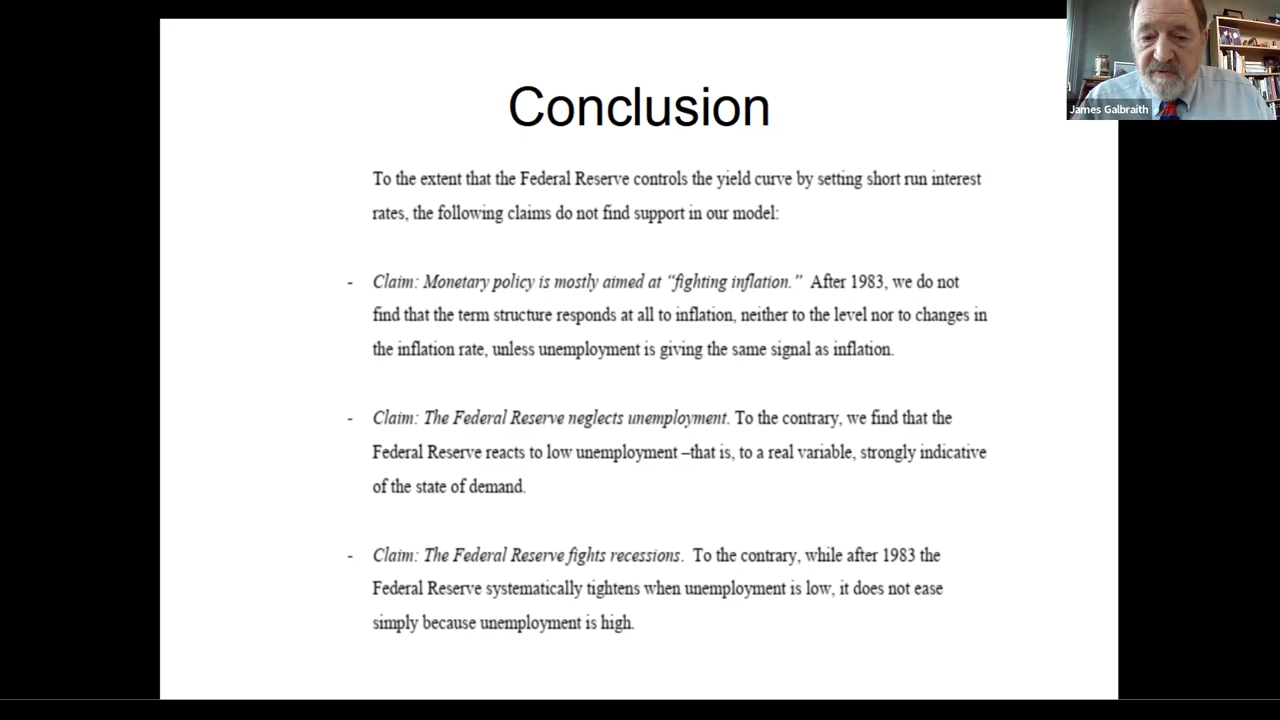 Conclusion
James Galbraith
To the extent that the Federal Reserve controls the yield curve by setting short run interest
rates, the following claims do not find support in our model:
- Claim: Monetary policy is mostly aimed at “fighting inflation.” After 1983, we do not
find that the term structure responds at all to inflation, neither to the level nor to changes in
the inflation rate, unless unemployment is giving the same signal as inflation.
- Claim: The Federal Reserve neglects unemployment. To the contrary, we find that the
Federal Reserve reacts to low unemployment –that is, to a real variable, strongly indicative
of the state of demand.
- Claim: The Federal Reserve fights recessions. To the contrary, while after 1983 the
Federal Reserve systematically tightens when unemployment is low, it does not ease
simply because unemployment is high.